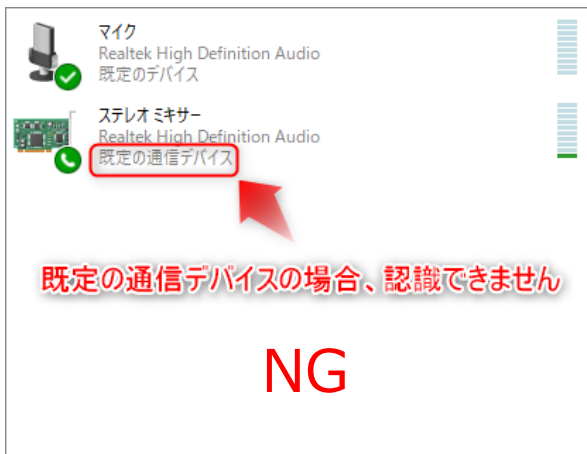 マイク
Realtek High Definition Audio
既定のデバイス
ステレオ ミキサー
Realtek High Definition Audio
既定の通信デバイス
既定の通信デバイスの場合、認識できません
NG